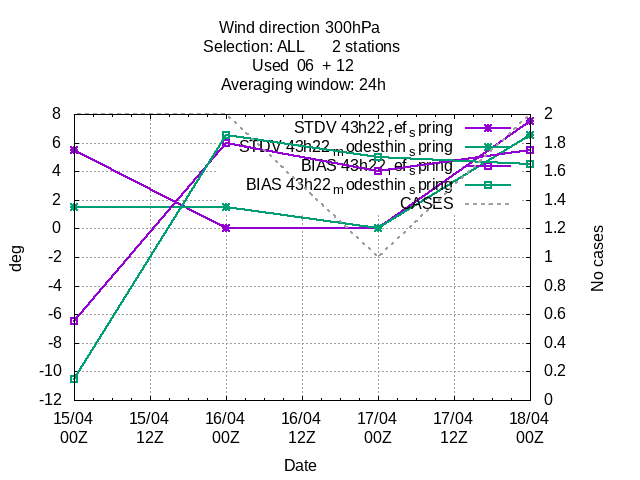 Wind direction 300hPa
Selection: ALL 2 stations
Used 06 + 12
Averaging window: 24h
STDV 43h22_ref_spring
STDV 43h22_modesthin_spring
BIAS 43h22_ref_spring
BIAS 43h22_modesthin_spring
CASES
8
6
4
2
0
-2
-4
-6
-8
-10
-12
2
1.8
1.6
1.4
1.2
1
0.8
0.6
0.4
0.2
0
deg
No cases
15/04 15/04 16/04 16/04 17/04 17/04 18/04
00Z 12Z 00Z 12Z 00Z 12Z 00Z
Date